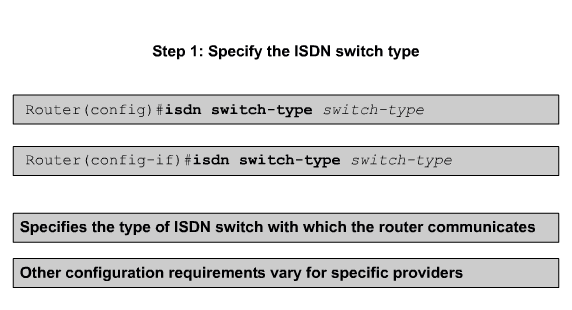 Step 1: Specify the ISDN switch type
Router(config)#isdn switch-type switch-type
Router(config-if)#isdn switch-type switch-type
Specifies the type of ISDN switch with which the router communicates
Other configuration requirements vary for specific providers